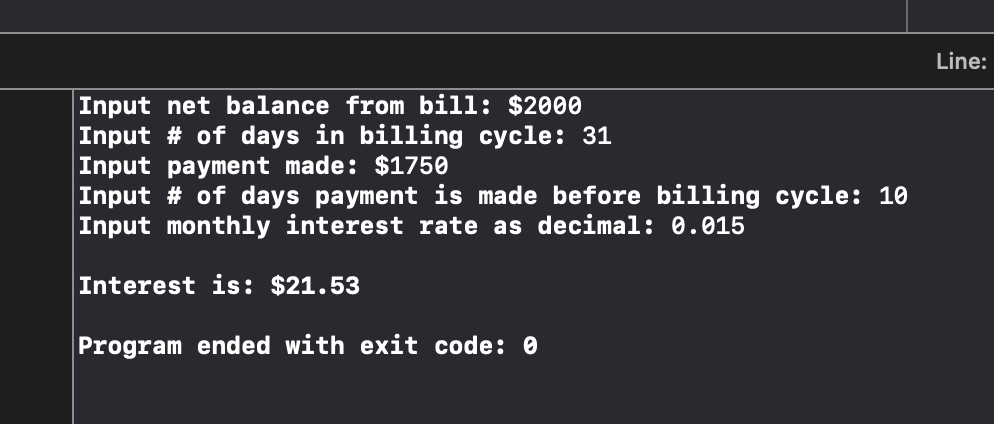 Line:
Input net balance from bill: $2000
Input # of days in billing cycle: 31
Input payment made: $1750
Input # of days payment is made before billing cycle: 10
Input monthly interest rate as decimal: 0.015
Interest is: $21.53
Program ended with exit code: 0